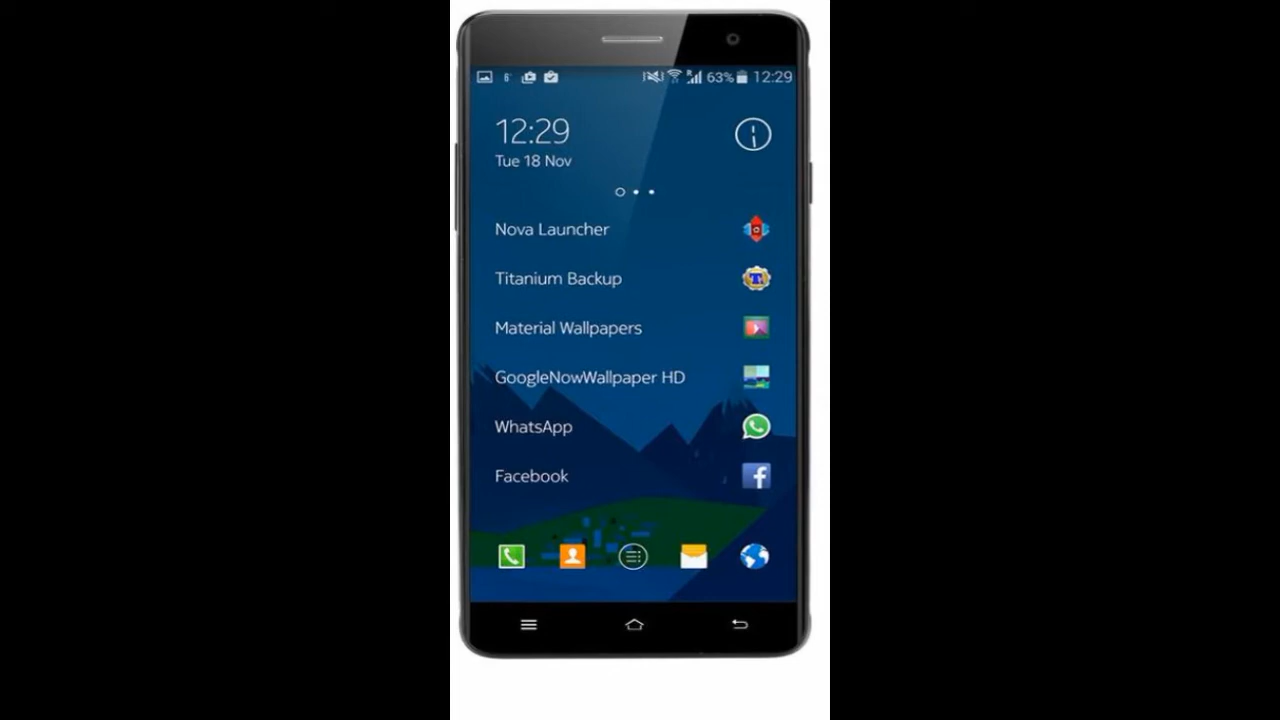 63% 12:29
12:29
Tue 18 Nov
Nova Launcher
Titanium Backup
Material Wallpapers
GoogleNowWallpaper HD
WhatsApp
Facebook